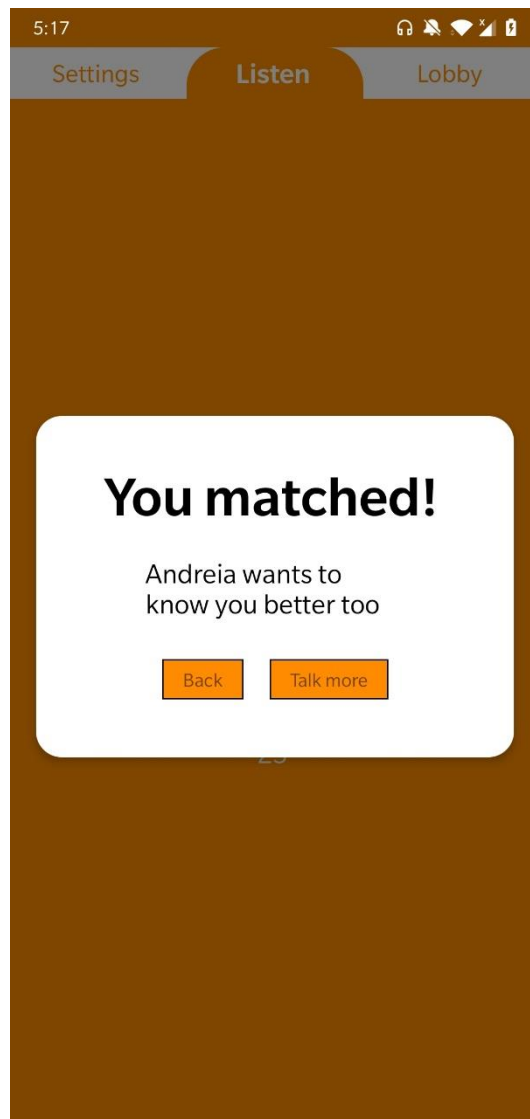 5:17
Settings Listen Lobby
You matched!
Andreia wants to
know you better too
Back Talk more